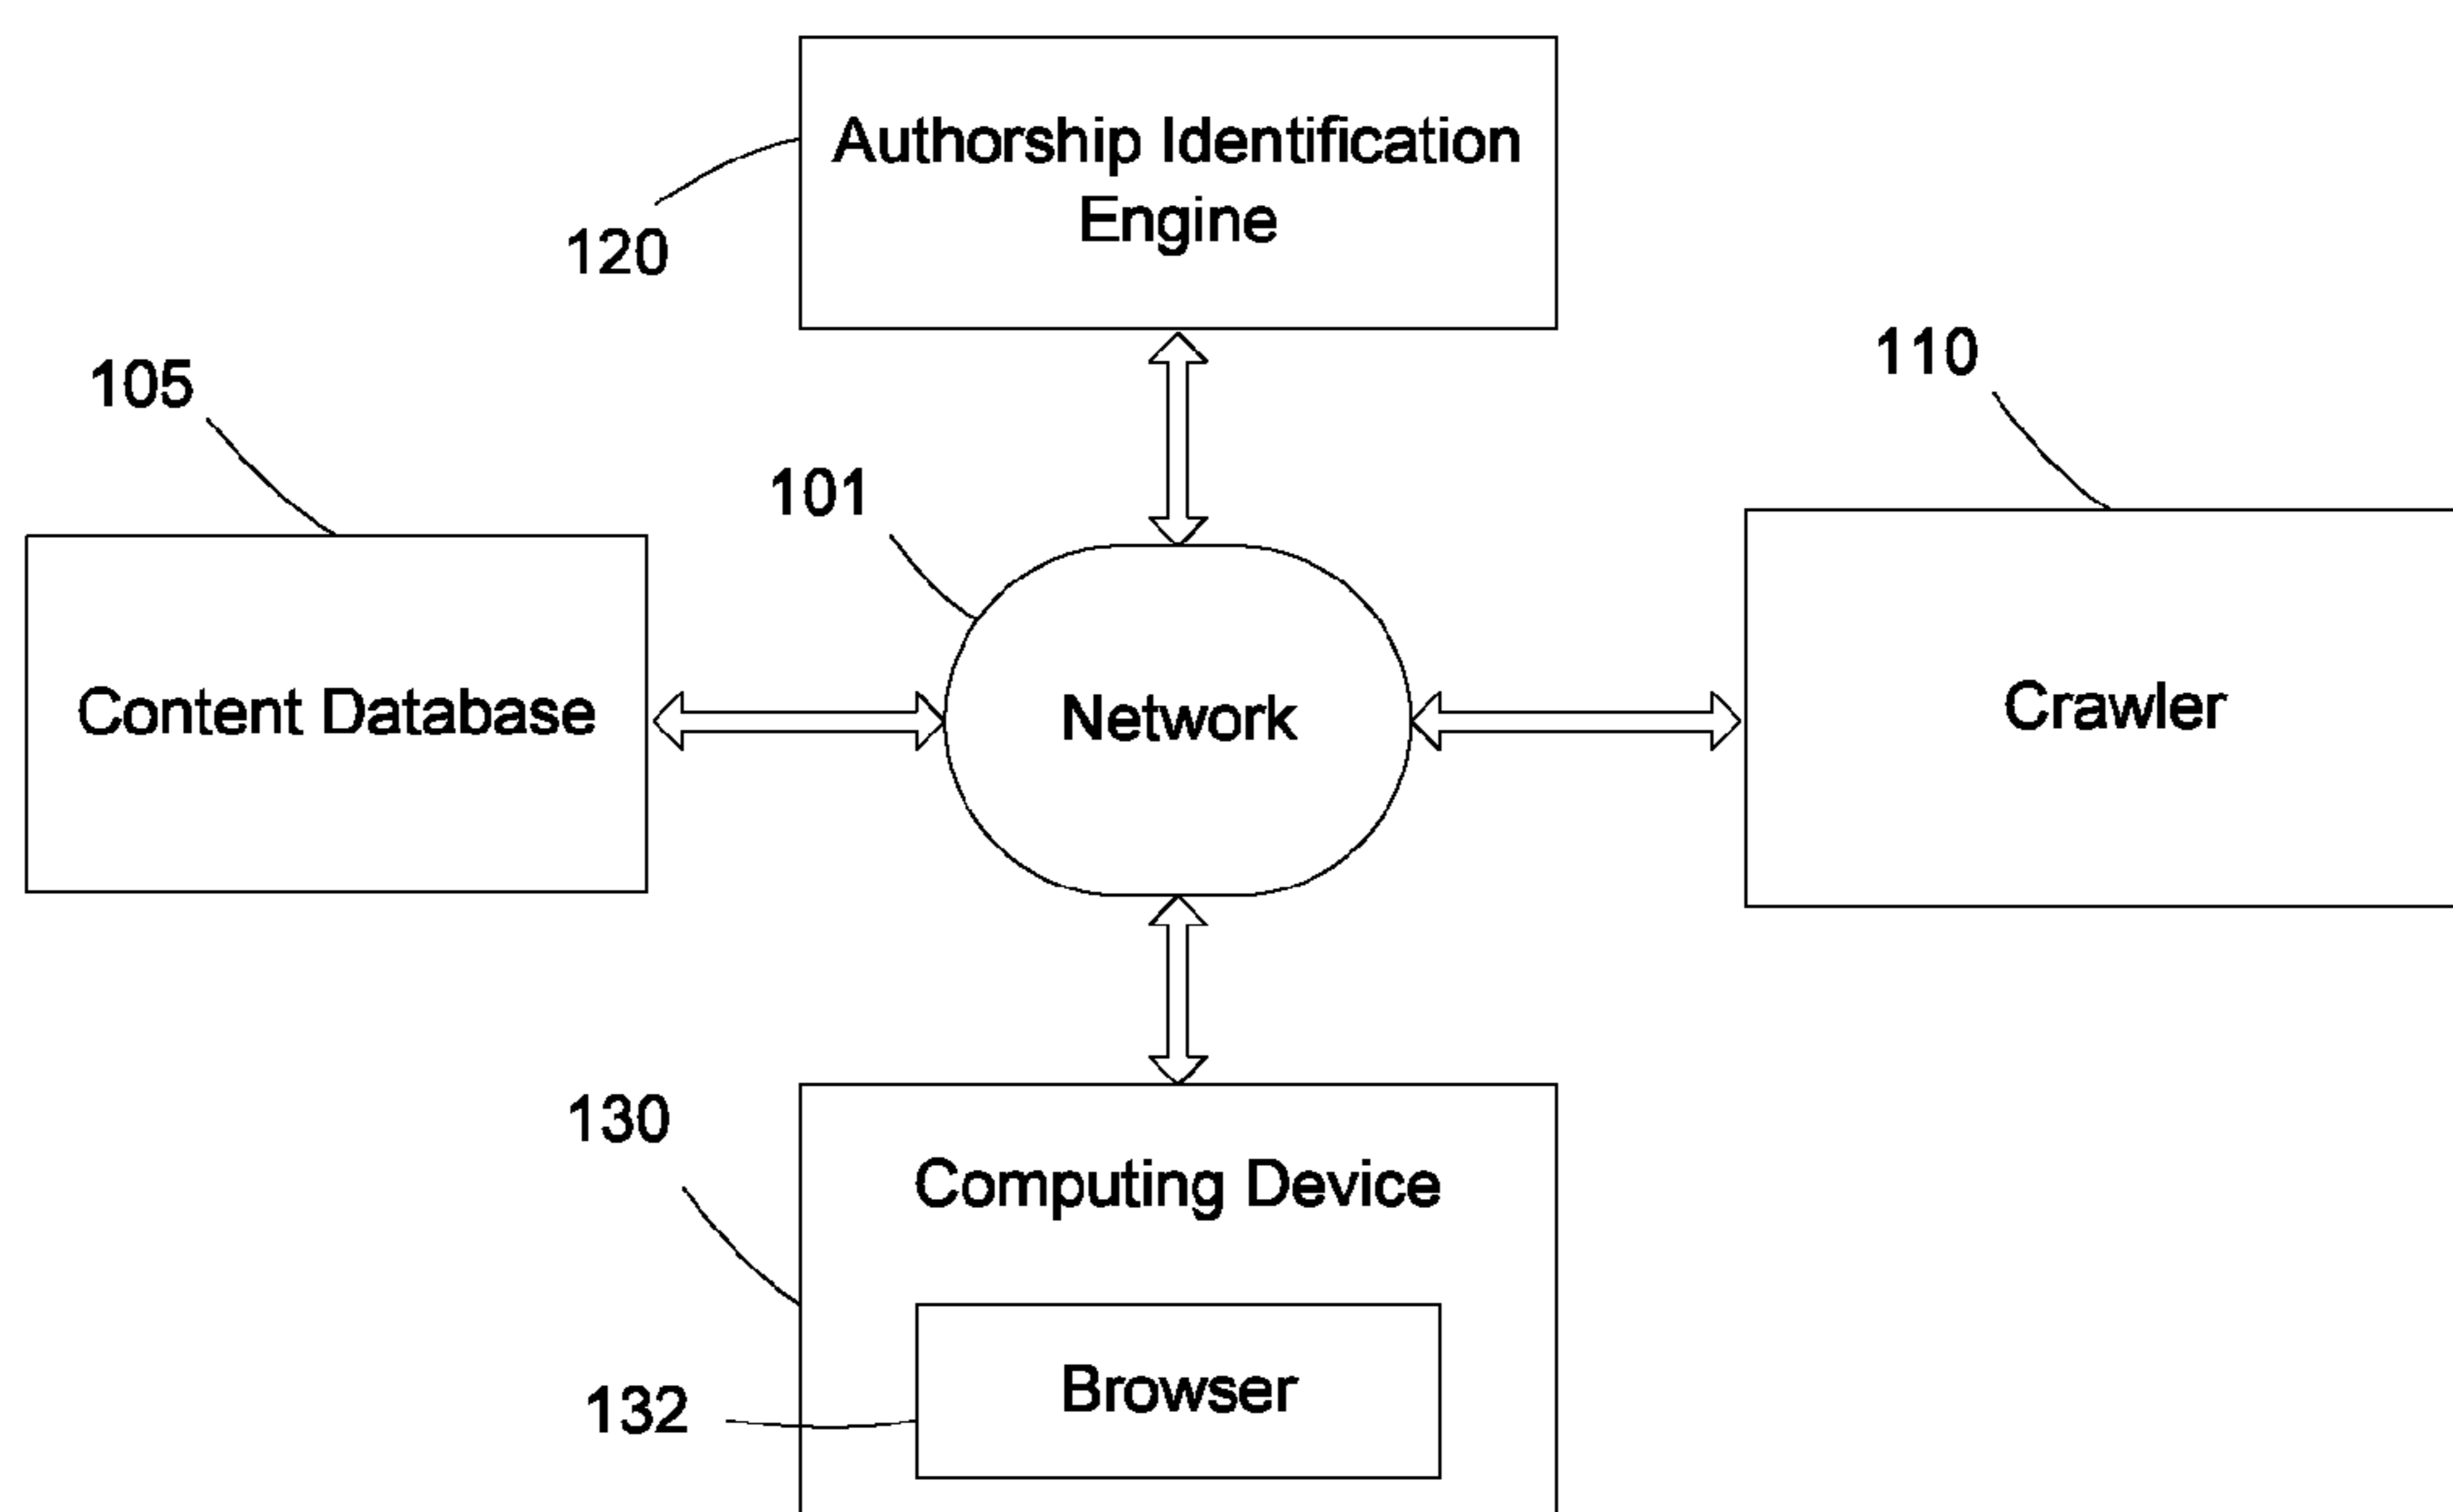 Authorship Identification
Engine
120
105
110
101
Content Database
Network
Crawler
130
Computing Device
Browser
132